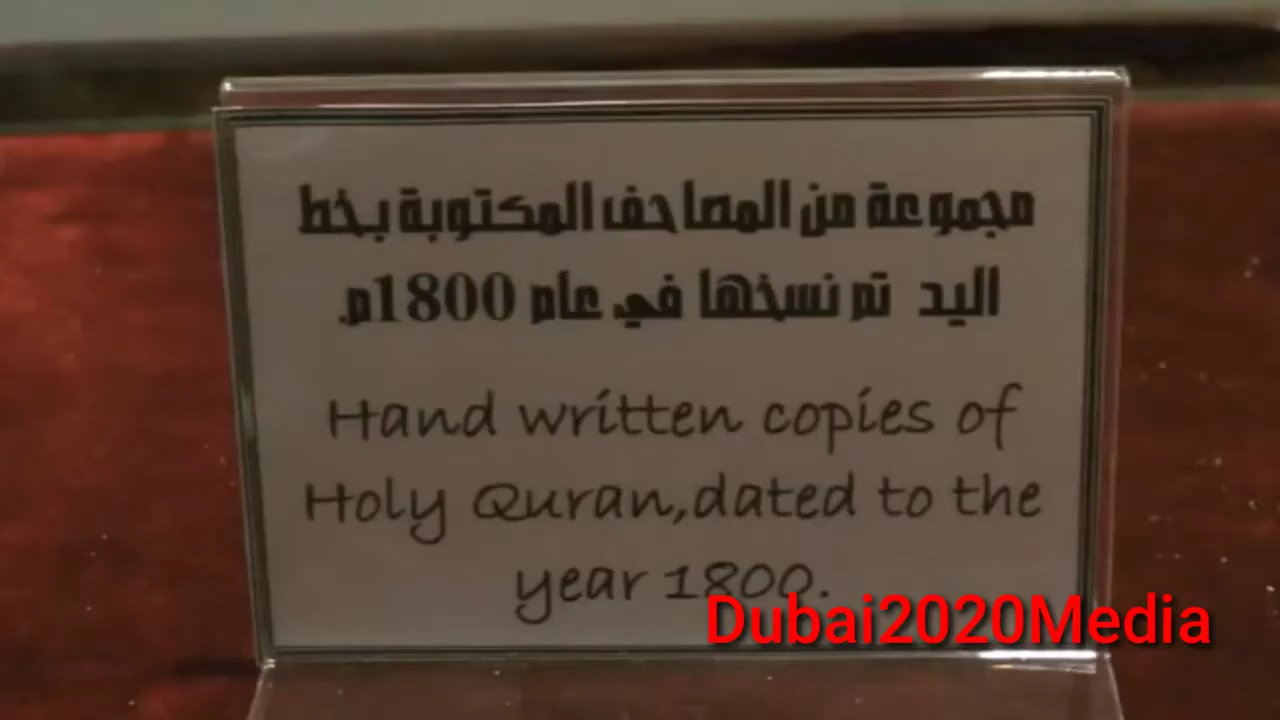 مجموعة من المصاحف المكتوبة بخط
اليد تم نسخها في عام 1800م.
Hand written copies of
Holy Quran,dated to the
year 1800.
Dubai2020Media